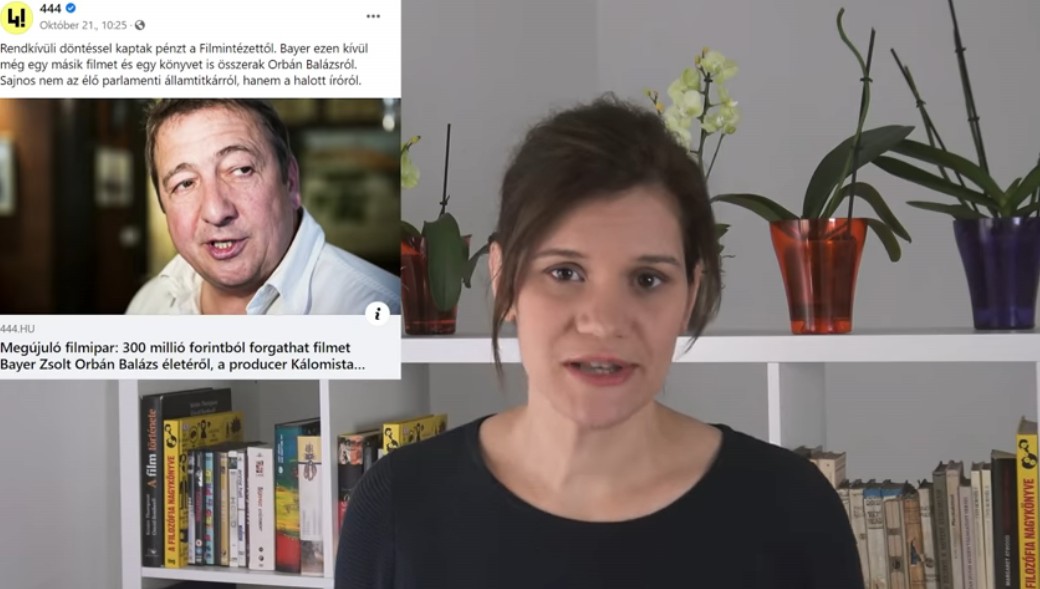 4!
444
Október 21., 10:25 ·
Rendkívüli döntéssel kaptak pénzt a Filmintézettől. Bayer ezen kívül
még egy másik filmet és egy könyvet is összerak Orbán Balázsról.
Sajnos nem az élő parlamenti államtitkárról, hanem a halott íróról.
i
444.HU
Megújuló filmipar: 300 millió forintból forgathat filmet
Bayer Zsolt Orbán Balázs életéről, a producer Kálomista...
A film története
A FILOZÓFIA NAGYKÖNYVE
FILOZÓFIA NAGYKÖNYVE